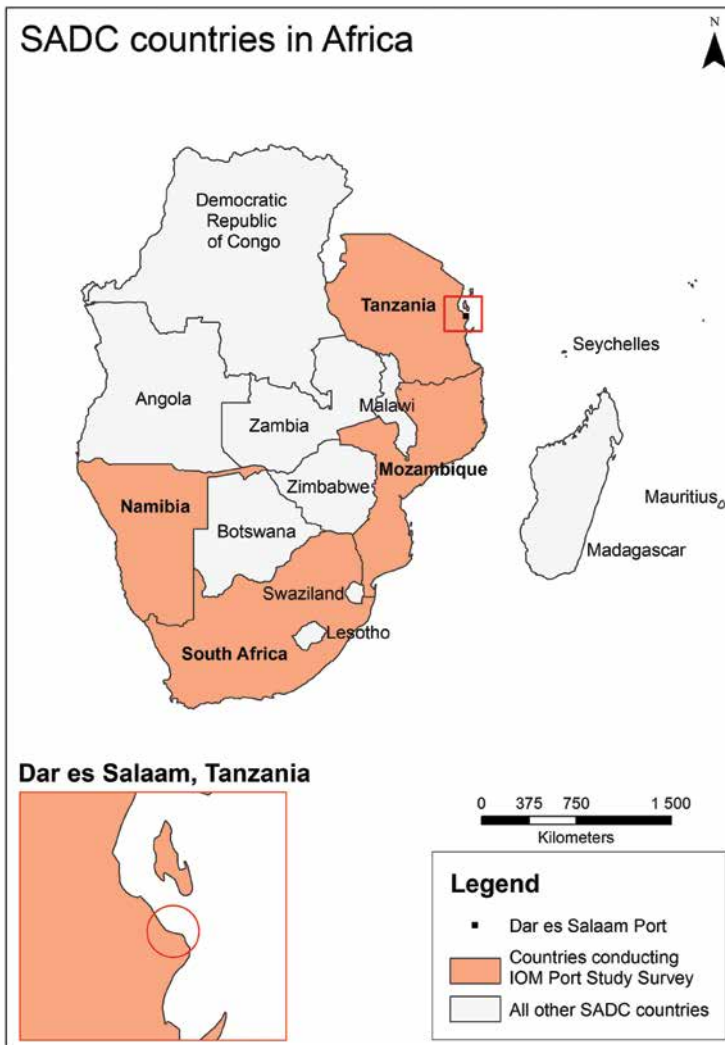 SADC countries in Africa
N
Democratic
Republic
of Congo
Tanzania
Seychelles
Angola
Malawi
Zambia
Mozambique
Zimbabwe
Namibia
Mauritius
Botswana
Madagascar
Swaziland
Lesotho
South Africa
Dar es Salaam, Tanzania
0 375 750 1 500
Kilometers
Legend
Dar es Salaam Port
Countries conducting
IOM Port Study Survey
All other SADC countries